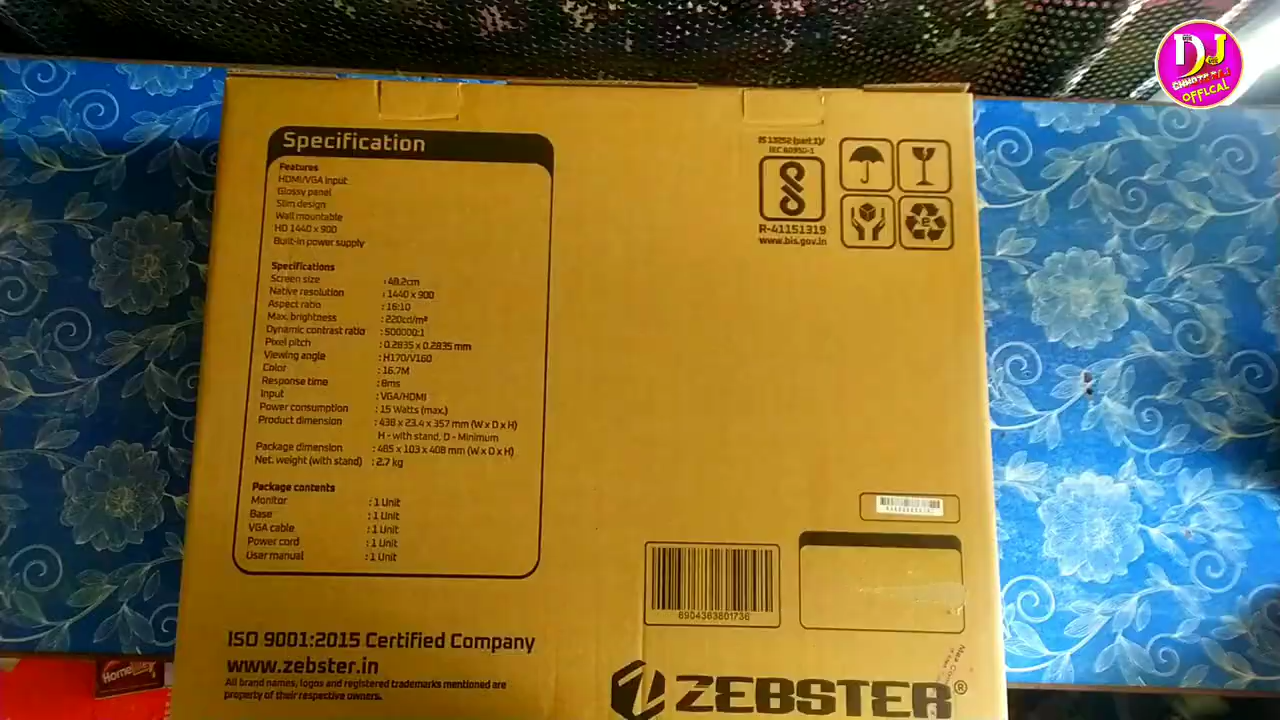 Specification
Features
HDMI/VGA input
Glossy panel
Slim design
Wall mountable
HD 1440 x 900
Built-in power supply
Specifications
Screen size : 48.2cm
Native resolution : 1440 x 900
Aspect ratio : 16:10
Max. brightness : 220cd/m²
Dynamic contrast ratio : 500000:1
Pixel pitch : 0.2835 x 0.2835 mm
Viewing angle : H170/V160
Color : 16.7M
Response time : 8ms
Input : VGA/HDMI
Power consumption : 15 Watts (max.)
Product dimension : 438 x 23.4 x 357 mm (W x D x H)
H - with stand, D - Minimum
Package dimension : 485 x 103 x 408 mm (W x D x H)
Net. weight (with stand) : 2.7 kg
Package contents
Monitor : 1 Unit
Base : 1 Unit
VGA cable : 1 Unit
Power cord : 1 Unit
User manual : 1 Unit
IS 13252 (part 1)/
IEC 60950-1
R-41151319
www.bis.gov.in
e
8904363801736
ISO 9001:2015 Certified Company
www.zebster.in
All brand names, logos and registered trademarks mentioned are
property of their respective owners.
ZEBSTER®
DJ
OFFLCAL